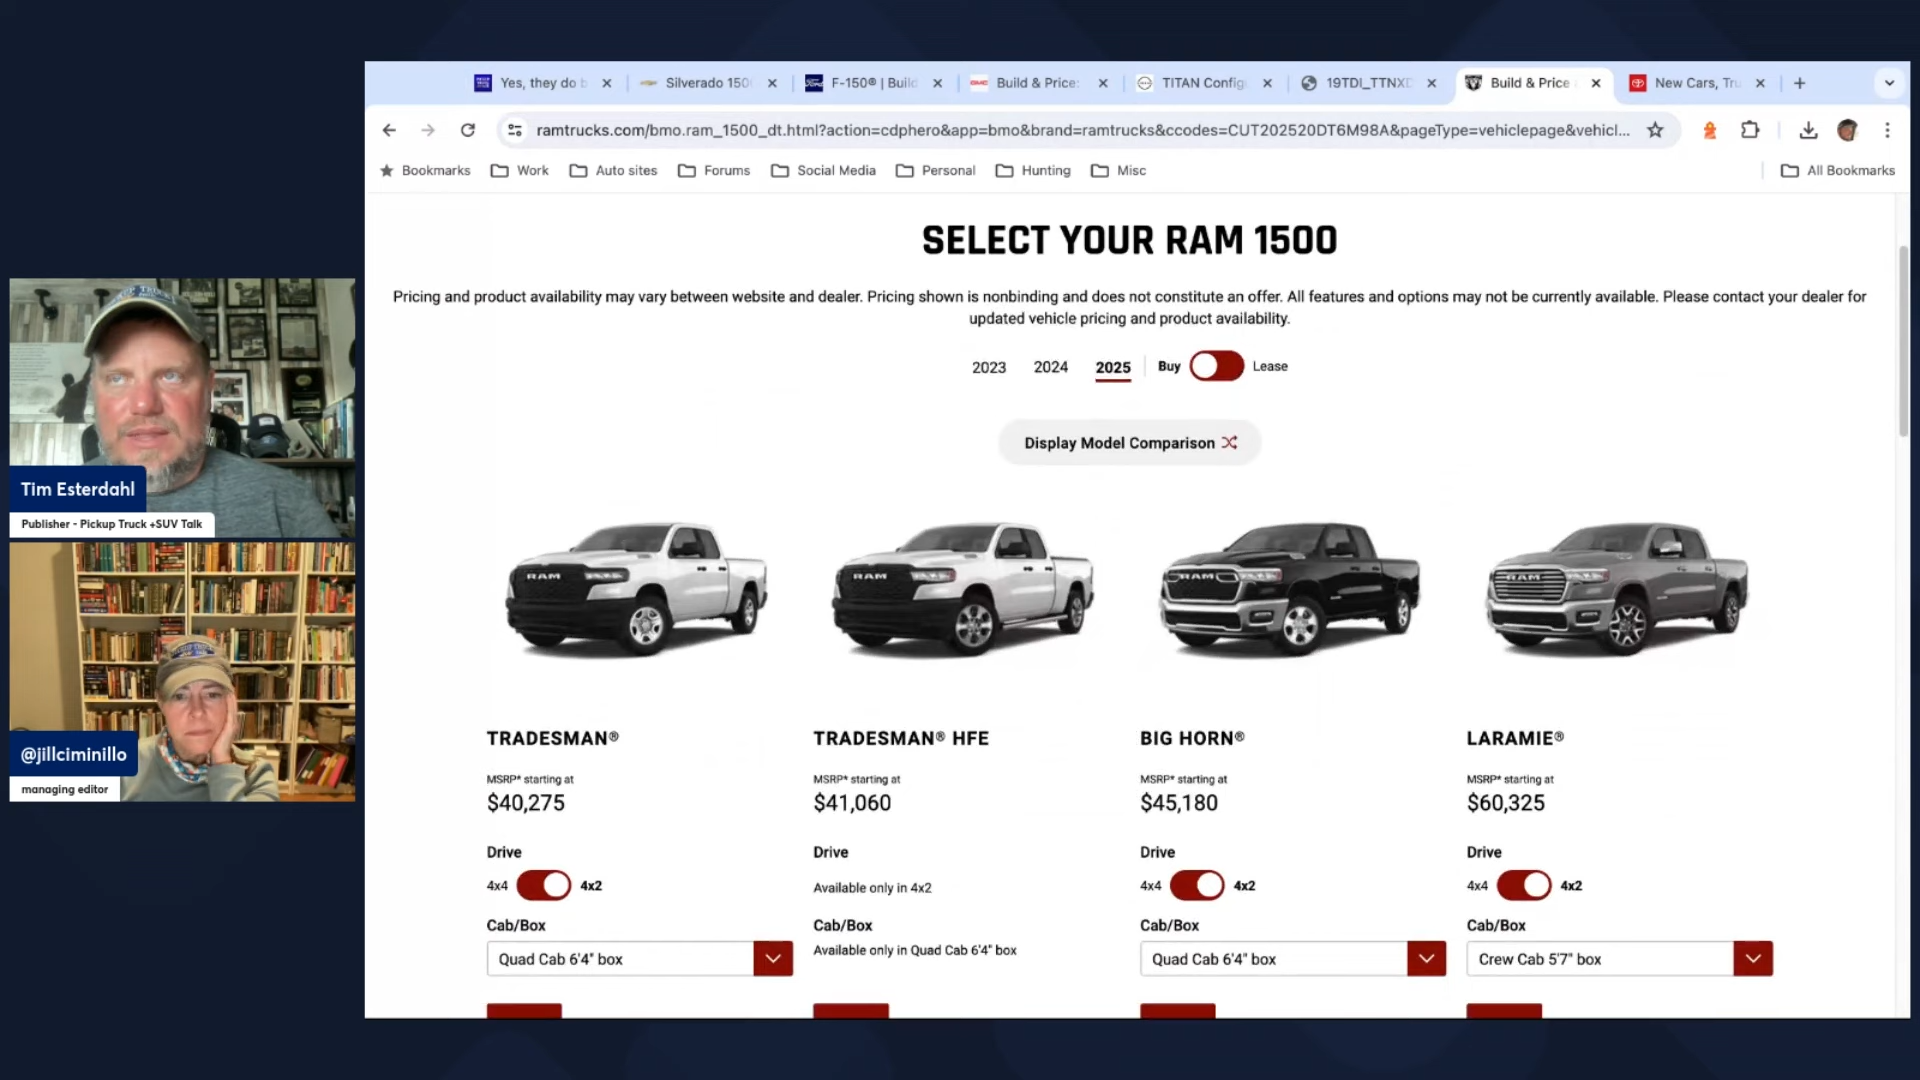 Yes, they do b
Silverado 150
F-150® | Build
Build & Price:
TITAN Config
19TDI_TTNXD
Build & Price
New Cars, Tru
ramtrucks.com/bmo.ram_1500_dt.html?action=cdphero&app=bmo&brand=ramtrucks&ccodes=CUT202520DT6M98A&pageType=vehiclepage&vehicl...
Bookmarks
Work
Auto sites
Forums
Social Media
Personal
Hunting
Misc
All Bookmarks
SELECT YOUR RAM 1500
Pricing and product availability may vary between website and dealer. Pricing shown is nonbinding and does not constitute an offer. All features and options may not be currently available. Please contact your dealer for
updated vehicle pricing and product availability.
2023 2024 2025 Buy Lease
Display Model Comparison
RAM
RAM
RAM
RAM
TRADESMAN®
MSRP* starting at
$40,275
Drive
4x4 4x2
Cab/Box
Quad Cab 6'4" box
TRADESMAN® HFE
MSRP* starting at
$41,060
Drive
Available only in 4x2
Cab/Box
Available only in Quad Cab 6'4" box
BIG HORN®
MSRP* starting at
$45,180
Drive
4x4 4x2
Cab/Box
Quad Cab 6'4" box
LARAMIE®
MSRP* starting at
$60,325
Drive
4x4 4x2
Cab/Box
Crew Cab 5'7" box
Tim Esterdahl
Publisher - Pickup Truck +SUV Talk
@jillciminillo
managing editor